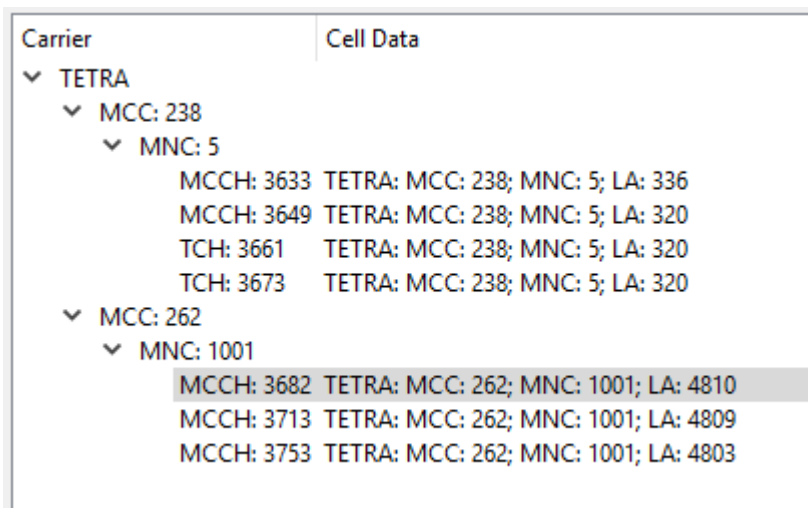 Carrier Cell Data
TETRA
MCC: 238
MNC: 5
MCCH: 3633 TETRA: MCC: 238; MNC: 5; LA: 336
MCCH: 3649 TETRA: MCC: 238; MNC: 5; LA: 320
TCH: 3661 TETRA: MCC: 238; MNC: 5; LA: 320
TCH: 3673 TETRA: MCC: 238; MNC: 5; LA: 320
MCC: 262
MNC: 1001
MCCH: 3682 TETRA: MCC: 262; MNC: 1001; LA: 4810
MCCH: 3713 TETRA: MCC: 262; MNC: 1001; LA: 4809
MCCH: 3753 TETRA: MCC: 262; MNC: 1001; LA: 4803